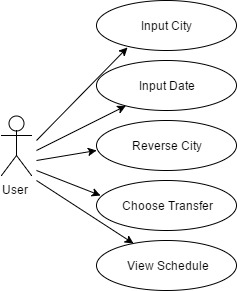 Input City
Input Date
Reverse City
User
Choose Transfer
View Schedule